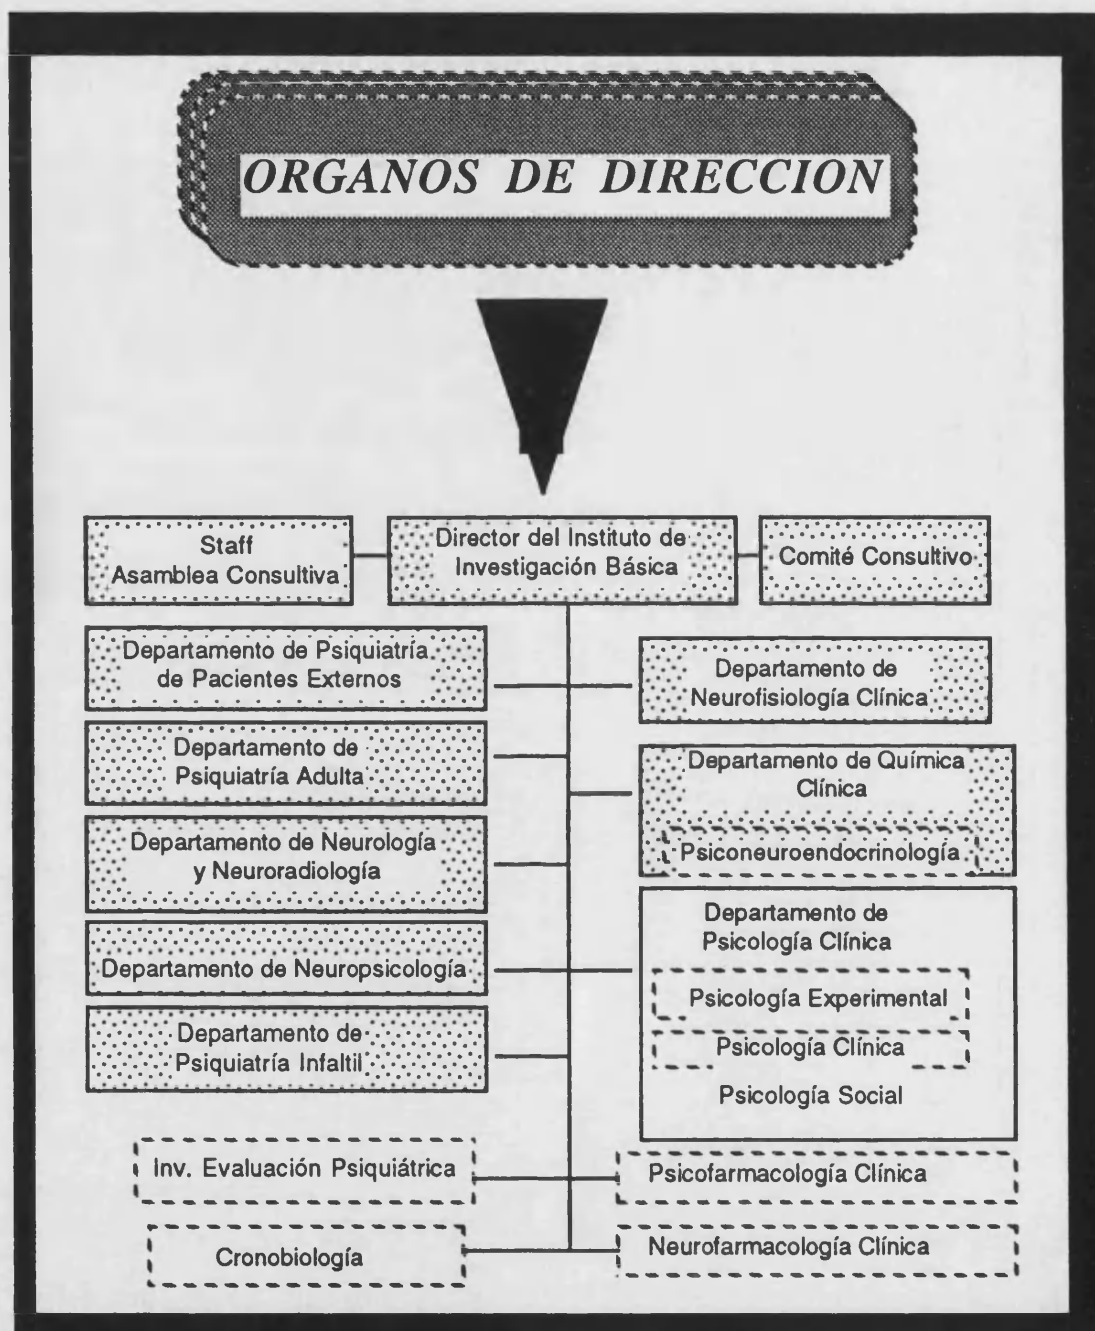 ORGANOS DE DIRECCION
Staff
Asamblea Consultiva
Director del Instituto de
Investigación Básica
Comité Consultivo
Departamento de Psiquiatría
de Pacientes Externos
Departamento de
Neurofisiología Clínica
Departamento de
Psiquiatría Adulta
Departamento de Química
Clínica
Psiconeuroendocrinología
Departamento de Neurología
y Neuroradiología
Departamento de
Psicología Clínica
Psicología Experimental
Psicología Clínica
Psicología Social
Departamento de Neuropsicología
Departamento de
Psiquiatría Infaltil
Inv. Evaluación Psiquiátrica
Psicofarmacología Clínica
Cronobiología
Neurofarmacología Clínica